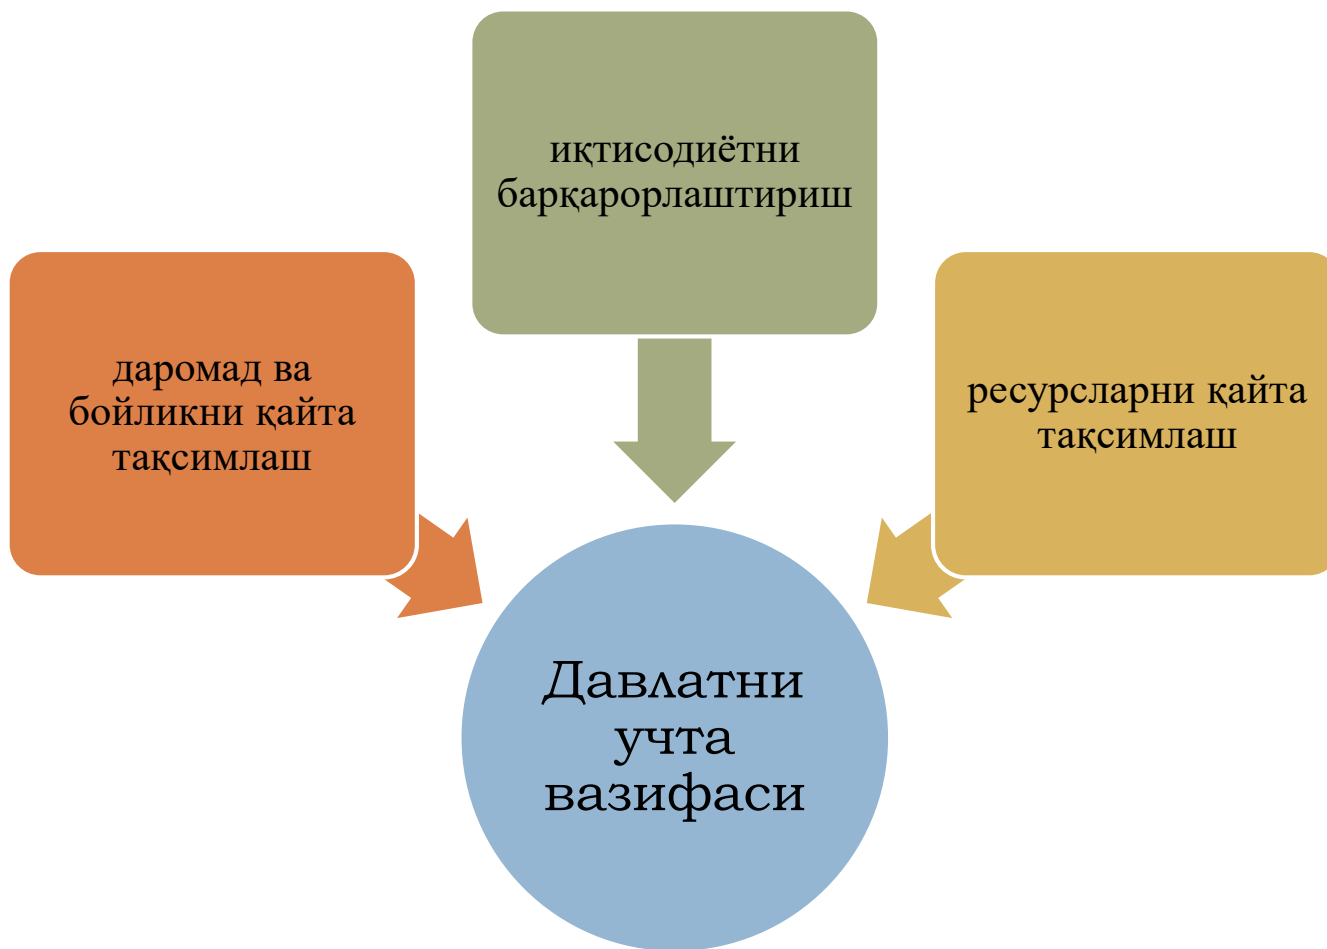 иқтисодиётни
барқарорлаштириш
даромад ва
бойликни қайта
тақсимлаш
ресурсларни қайта
тақсимлаш
Давлатни
учта
вазифаси